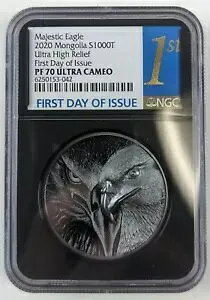 Majestic Eagle
2020 Mongolia S1000T
Ultra High Relief
First Day of Issue
PF 70 ULTRA CAMEO
6250153-042
1st
FIRST DAY OF ISSUE
NGC